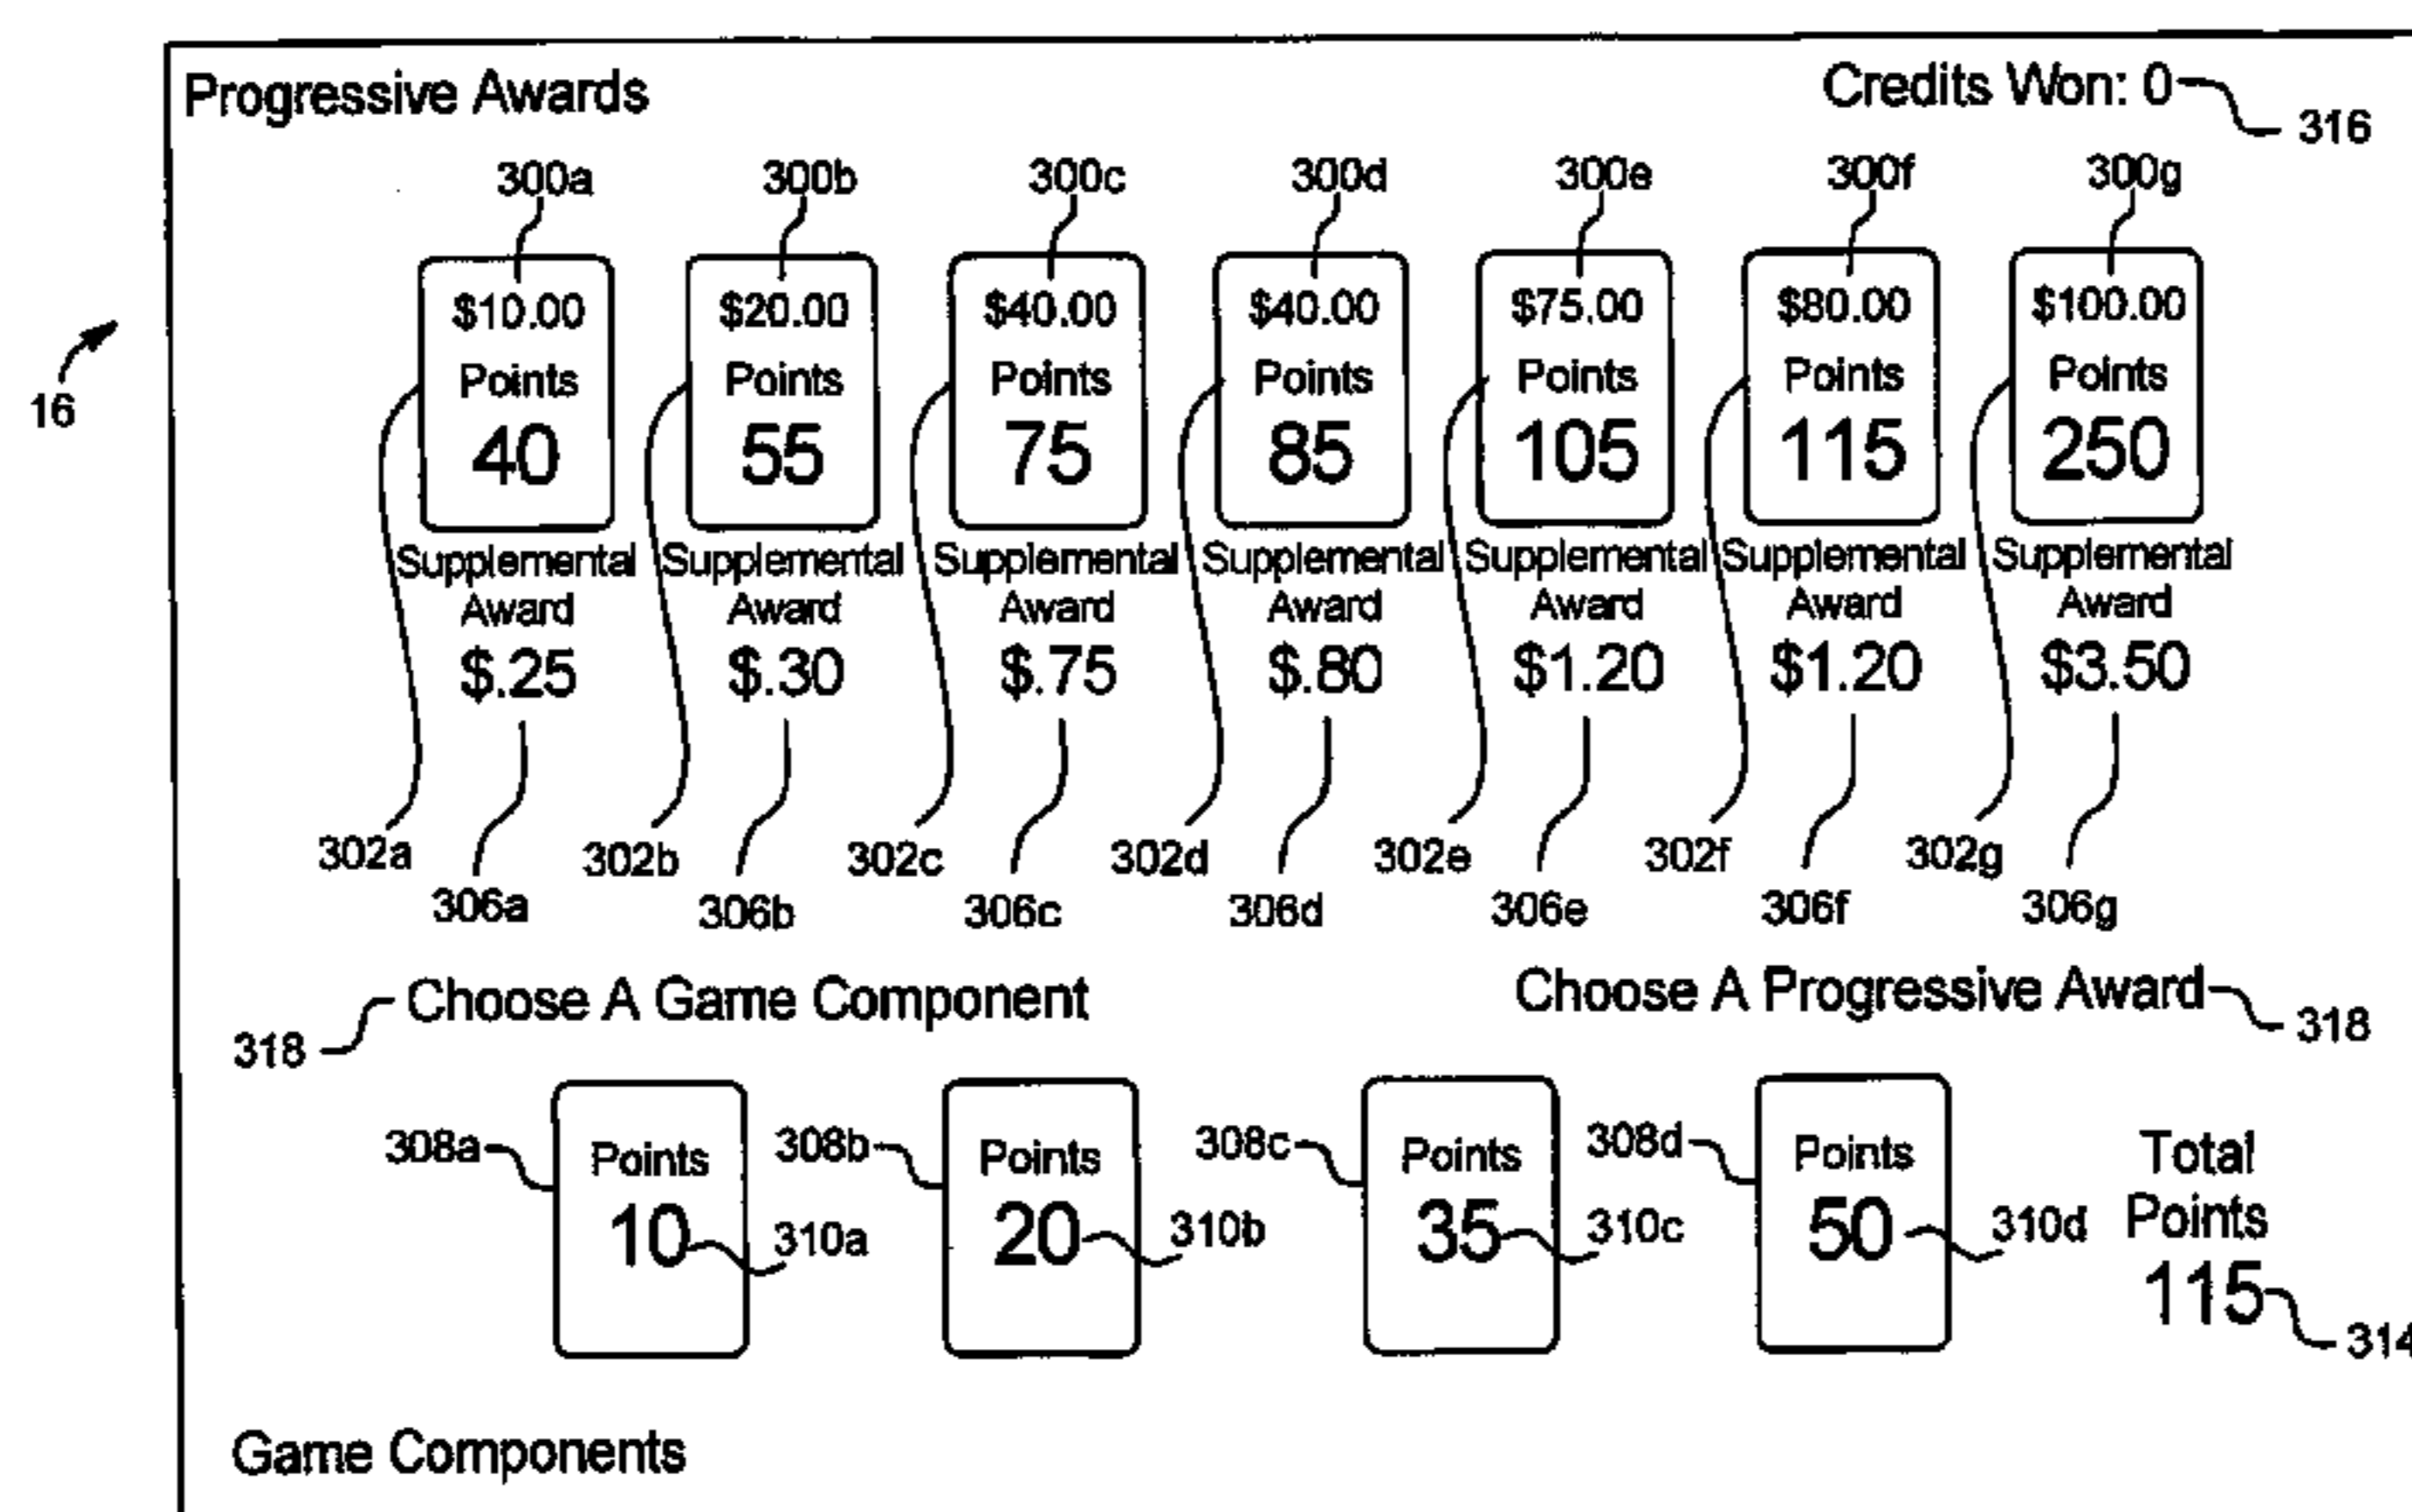 Progressive Awards Credits Won: 0
316
300a 300b 300c 300d 300e 300f 300g
$10.00 $20.00 $40.00 $40.00 $75.00 $80.00 $100.00
Points Points Points Points Points Points Points
16
40 55 75 85 105 115 250
Supplemental Supplemental Supplemental Supplemental Supplemental Supplemental Supplemental
Award Award Award Award Award Award Award
$.25 $.30 $.75 $.80 $1.20 $1.20 $3.50
302a 302b 302c 302d 302e 302f 302g
306a 306b 306c 306d 306e 306f 306g
Choose A Game Component Choose A Progressive Award
318 318
308a Points 308b Points 308c Points 308d Points Total
10 310a 20 310b 35 310c 50 310d Points
115
314
Game Components